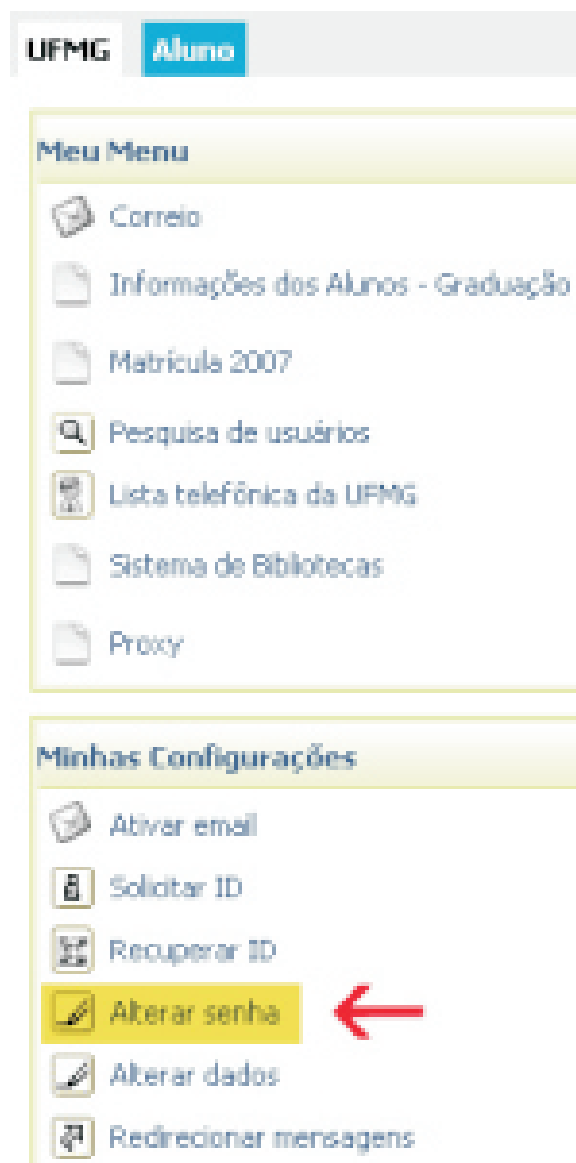 UFMG Aluno
Meu Menu
Correio
Informações dos Alunos - Graduação
Matrícula 2007
Pesquisa de usuários
Lista telefônica da UFMG
Sistema de Bibliotecas
Proxy
Minhas Configurações
Ativar email
Solicitar ID
Recuperar ID
Alterar senha
Alterar dados
Redirecionar mensagens